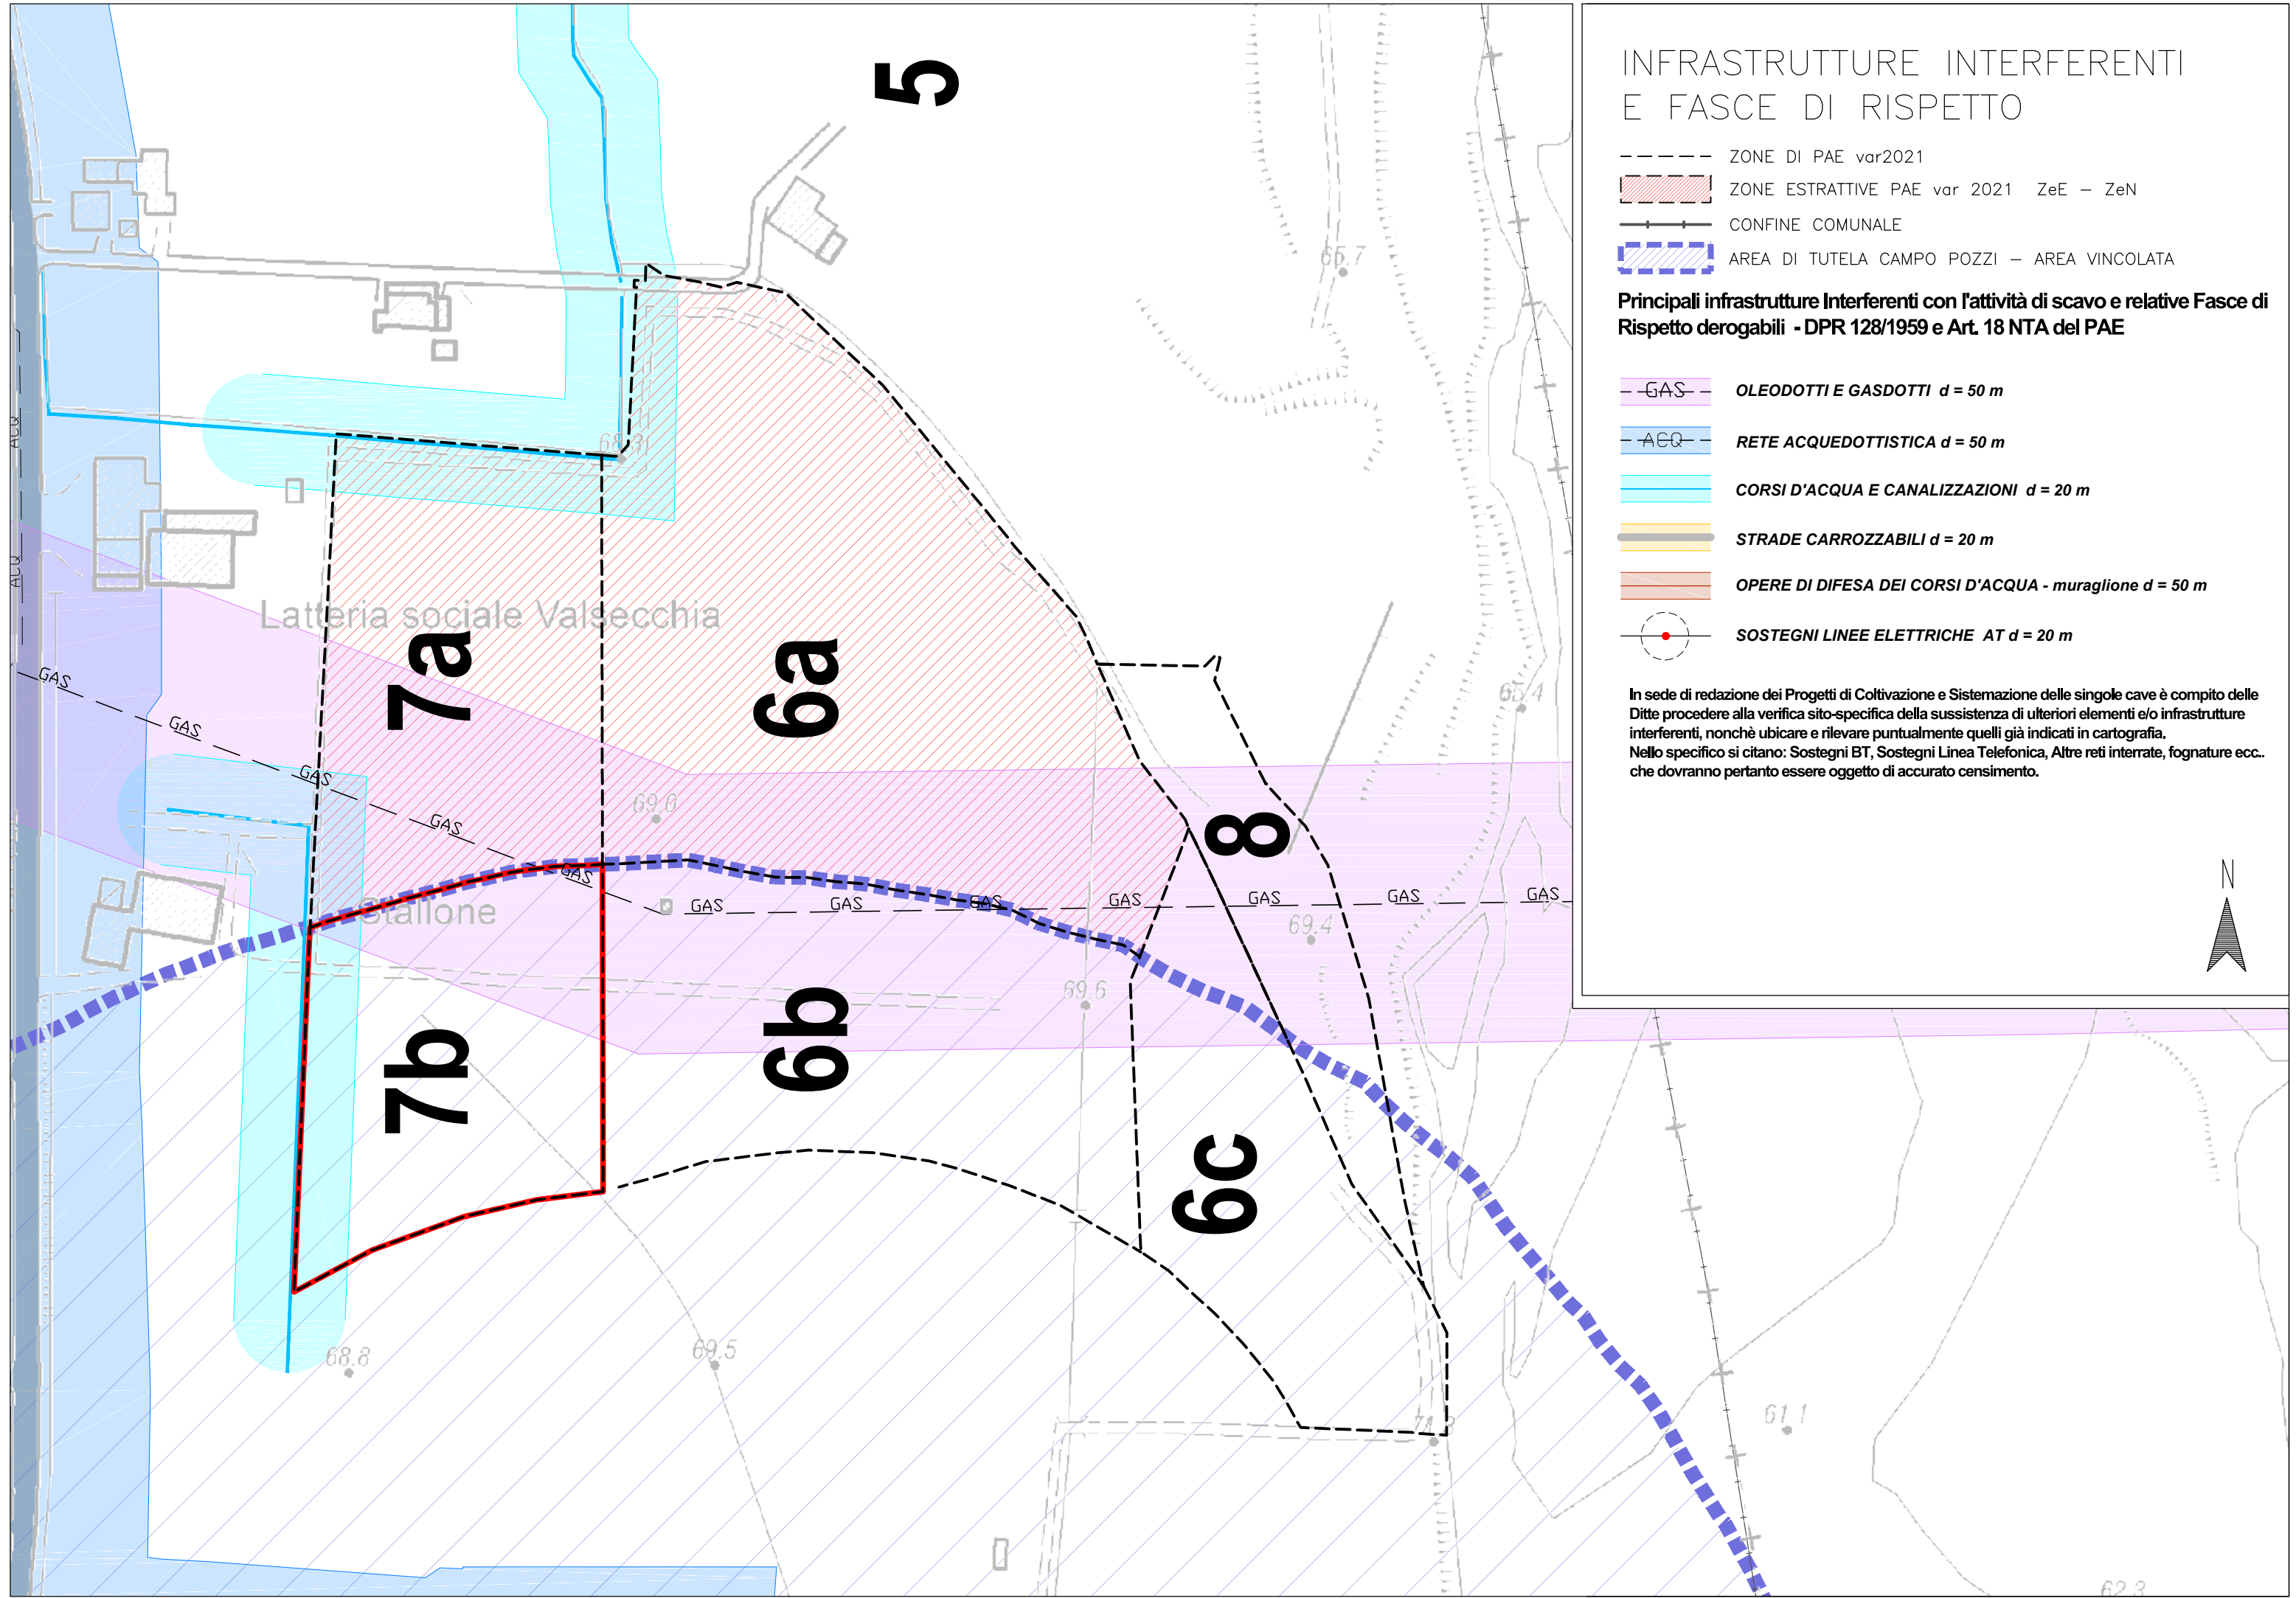 INFRASTRUTTURE INTERFERENTI
E FASCE DI RISPETTO
ZONE DI PAE var2021
ZONE ESTRATTIVE PAE var 2021 ZeE – ZeN
CONFINE COMUNALE
AREA DI TUTELA CAMPO POZZI – AREA VINCOLATA
Principali infrastrutture Interferenti con l'attività di scavo e relative Fasce di
Rispetto derogabili - DPR 128/1959 e Art. 18 NTA del PAE
GAS OLEODOTTI E GASDOTTI d = 50 m
ACQ RETE ACQUEDOTTISTICA d = 50 m
CORSI D'ACQUA E CANALIZZAZIONI d = 20 m
STRADE CARROZZABILI d = 20 m
OPERE DI DIFESA DEI CORSI D'ACQUA - muraglione d = 50 m
SOSTEGNI LINEE ELETTRICHE AT d = 20 m
In sede di redazione dei Progetti di Coltivazione e Sistemazione delle singole cave è compito delle
Ditte procedere alla verifica sito-specifica della sussistenza di ulteriori elementi e/o infrastrutture
interferenti, nonchè ubicare e rilevare puntualmente quelli già indicati in cartografia.
Nello specifico si citano: Sostegni BT, Sostegni Linea Telefonica, Altre reti interrate, fognature ecc..
che dovranno pertanto essere oggetto di accurato censimento.
N
5
65.7
ACQ
68.3
ACQ
Latteria sociale Valsecchia
7a
6a
GAS
GAS
GAS
GAS
69.0
65.4
8
GAS
Stallone
GAS
GAS
GAS
GAS
GAS
GAS
GAS
69.4
69.6
6b
7b
6c
68.8
69.5
71.3
61.1
62.3